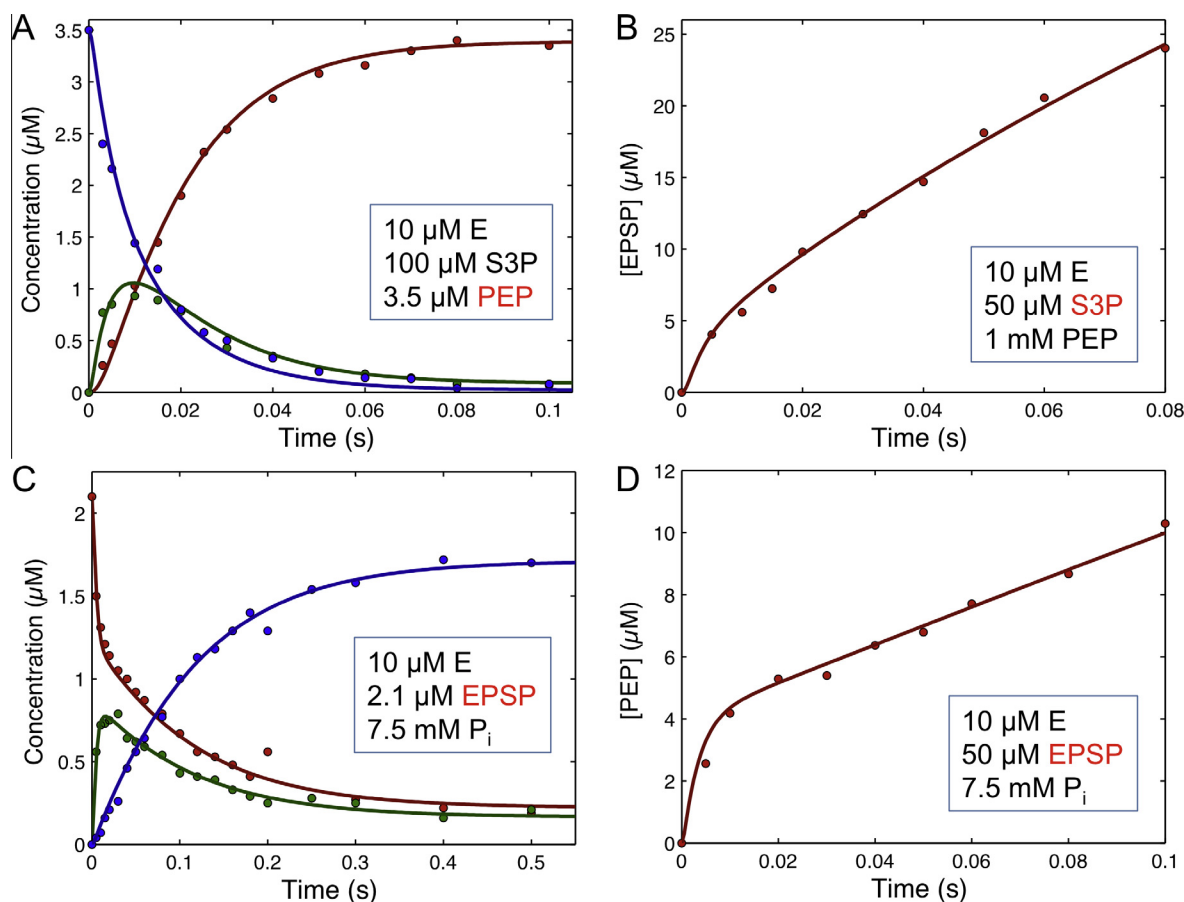 A
Concentration (µM)
3.5
3
2.5
2
1.5
1
0.5
0
0
0.02
0.04
0.06
0.08
0.1
Time (s)
10 µM E
100 µM S3P
3.5 µM PEP
B
[EPSP] (µM)
25
20
15
10
5
0
0
0.02
0.04
0.06
0.08
Time (s)
10 µM E
50 µM S3P
1 mM PEP
C
Concentration (µM)
2
1.5
1
0.5
0
0
0.1
0.2
0.3
0.4
0.5
Time (s)
10 µM E
2.1 µM EPSP
7.5 mM Pi
D
[PEP] (µM)
12
10
8
6
4
2
0
0
0.02
0.04
0.06
0.08
0.1
Time (s)
10 µM E
50 µM EPSP
7.5 mM Pi